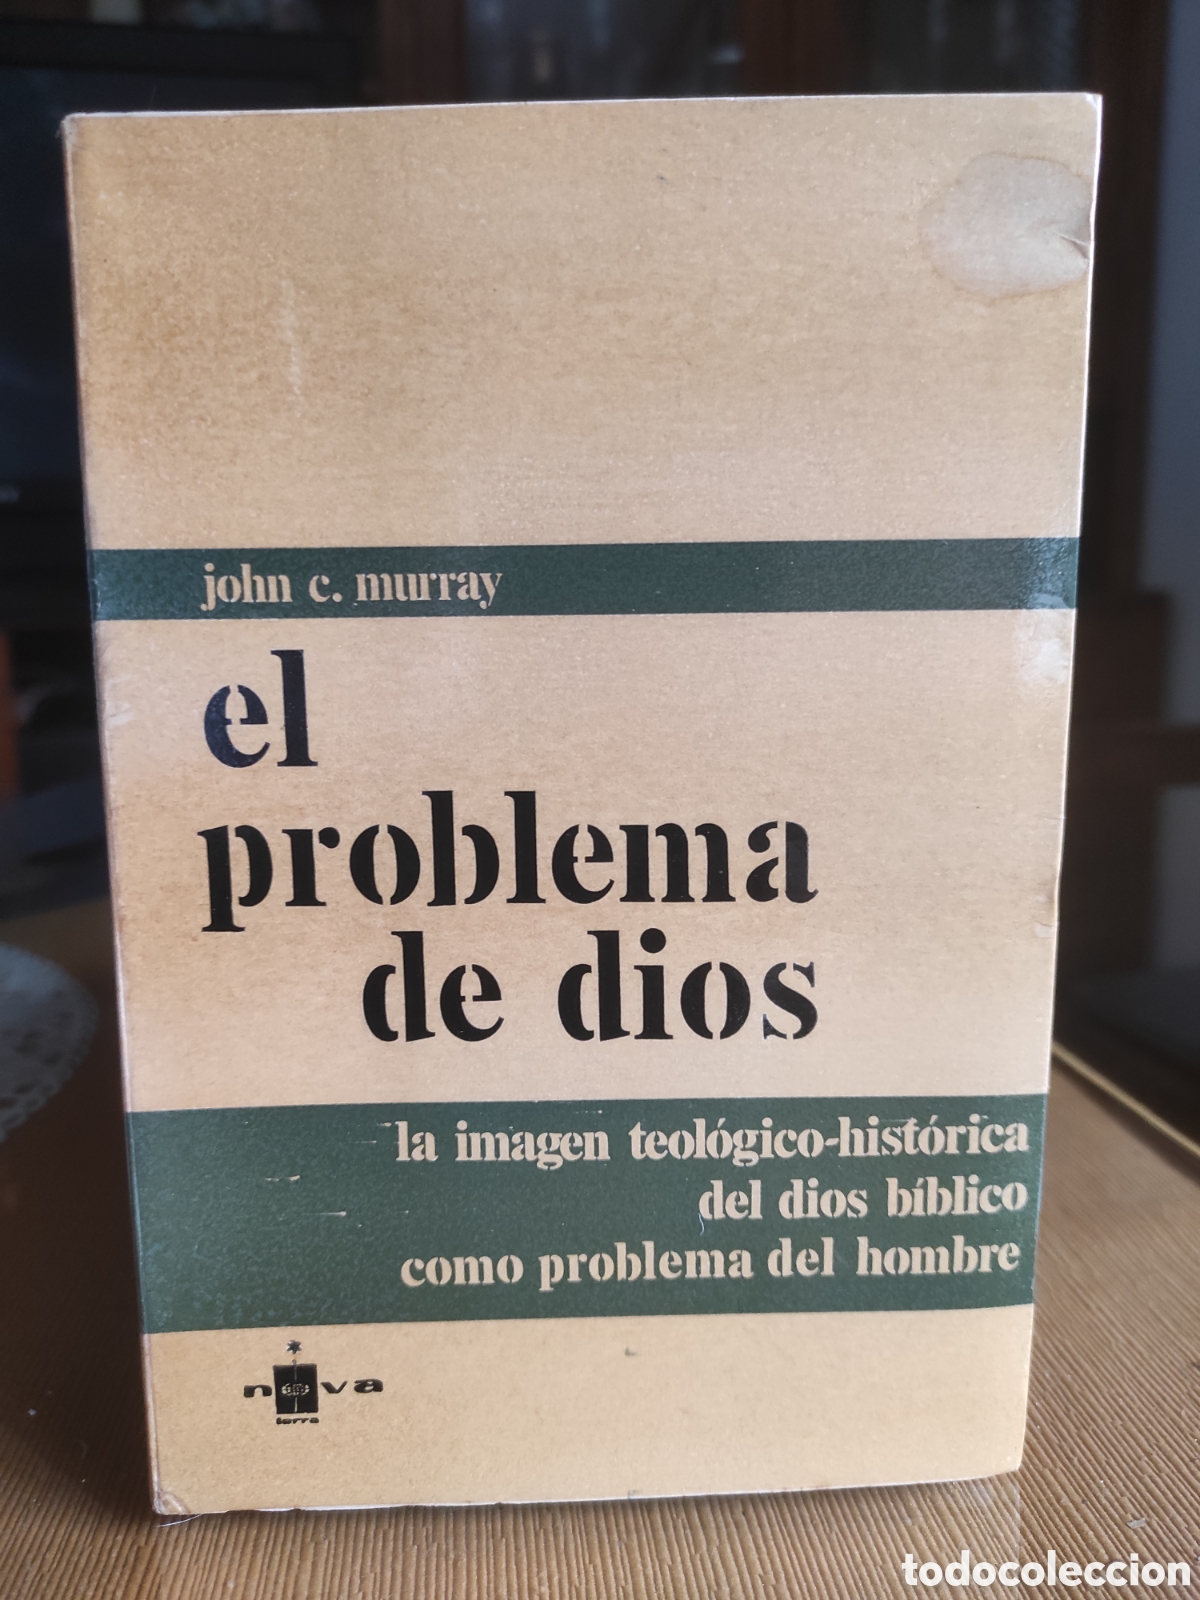 john c. murray
el
problema
de dios
la imagen teológico-histórica
del dios bíblico
como problema del hombre
nova
terra
todocoleccion